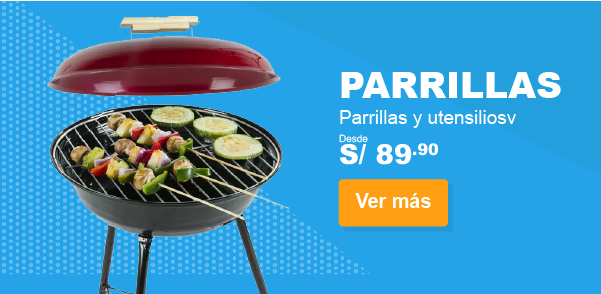 PARRILLAS
Parrillas y utensiliosv
Desde
S/ 89.90
Ver más